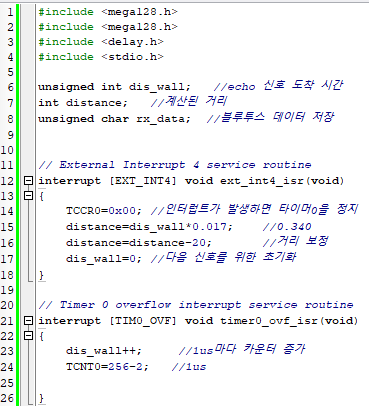 1 #include <mega128.h>
2 #include <mega128.h>
3 #include <delay.h>
4 #include <stdio.h>
5
6 unsigned int dis_wall;   //echo 신호 도착 시간
7 int distance;   //계산된 거리
8 unsigned char rx_data;  //블루투스 데이터 저장
9
10
11 // External Interrupt 4 service routine
12 interrupt [EXT_INT4] void ext_int4_isr(void)
13 {
14     TCCR0=0x00; //인터럽트가 발생하면 타이머0을 정지
15     distance=dis_wall*0.017;    //0.340
16     distance=distance-20;       //거리 보정
17     dis_wall=0; //다음 신호를 위한 초기화
18 }
19
20 // Timer 0 overflow interrupt service routine
21 interrupt [TIM0_OVF] void timer0_ovf_isr(void)
22 {
23     dis_wall++;     //1us마다 카운터 증가
24     TCNT0=256-2;   //1us
25
26 }